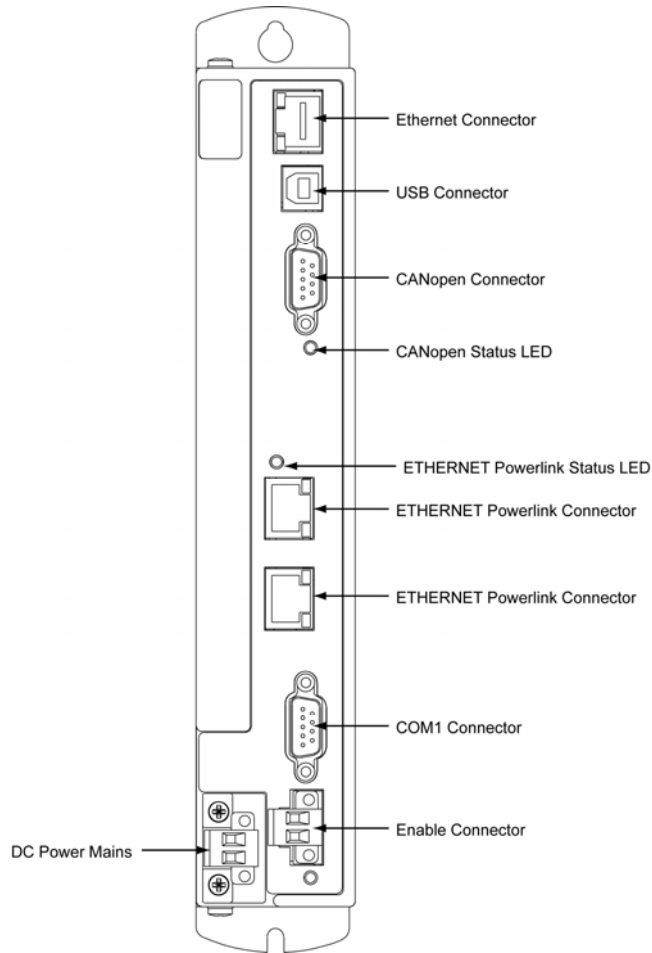 Ethernet Connector
USB Connector
CANopen Connector
CANopen Status LED
ETHERNET Powerlink Status LED
ETHERNET Powerlink Connector
ETHERNET Powerlink Connector
COM1 Connector
Enable Connector
DC Power Mains